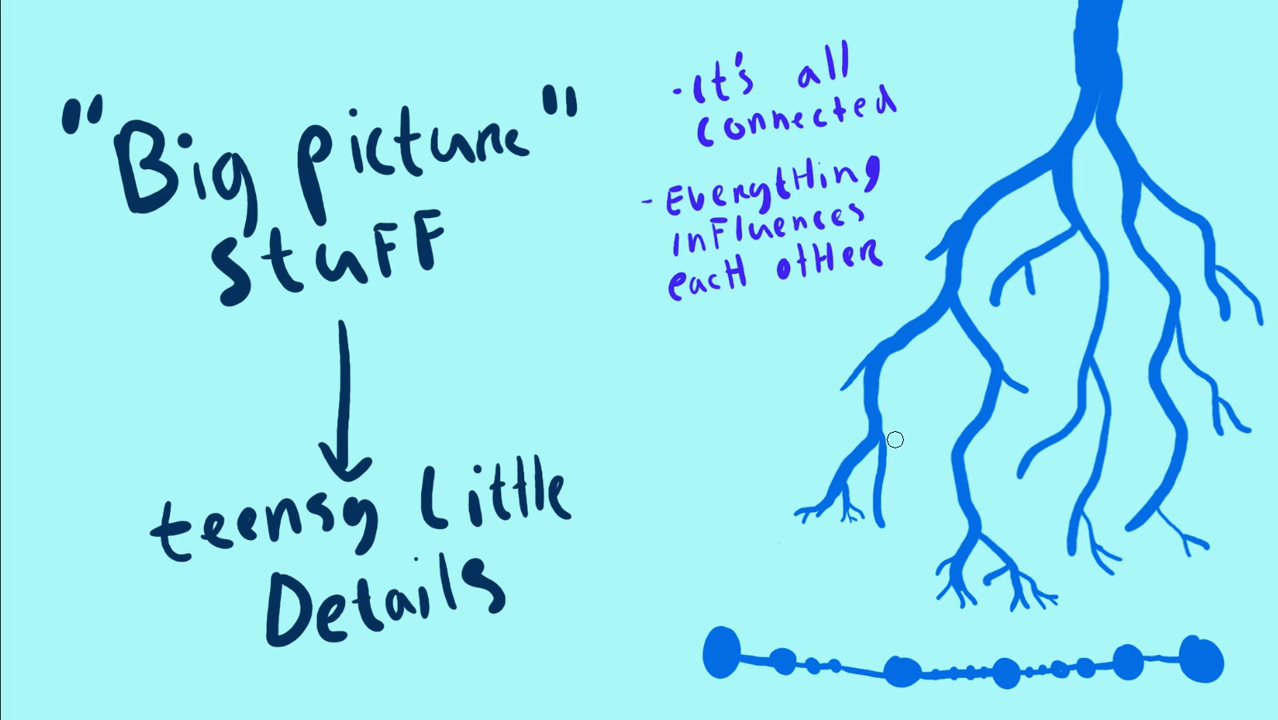 "Big picture"
stuff
teensy little
Details
- It's all
connected
- Everything
influences
each other